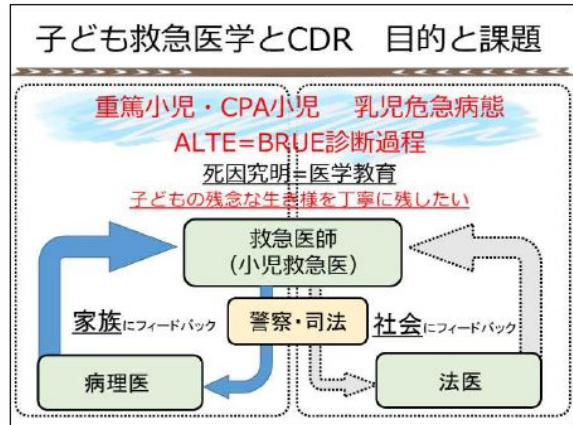 子ども救急医学とCDR　目的と課題
重篤小児・CPA小児　乳児危急病態
ALTE=BRUE診断過程
死因究明=医学教育
子どもの残念な生き様を丁寧に残したい
救急医師
(小児救急医)
家族にフィードバック
警察・司法
社会にフィードバック
病理医
法医